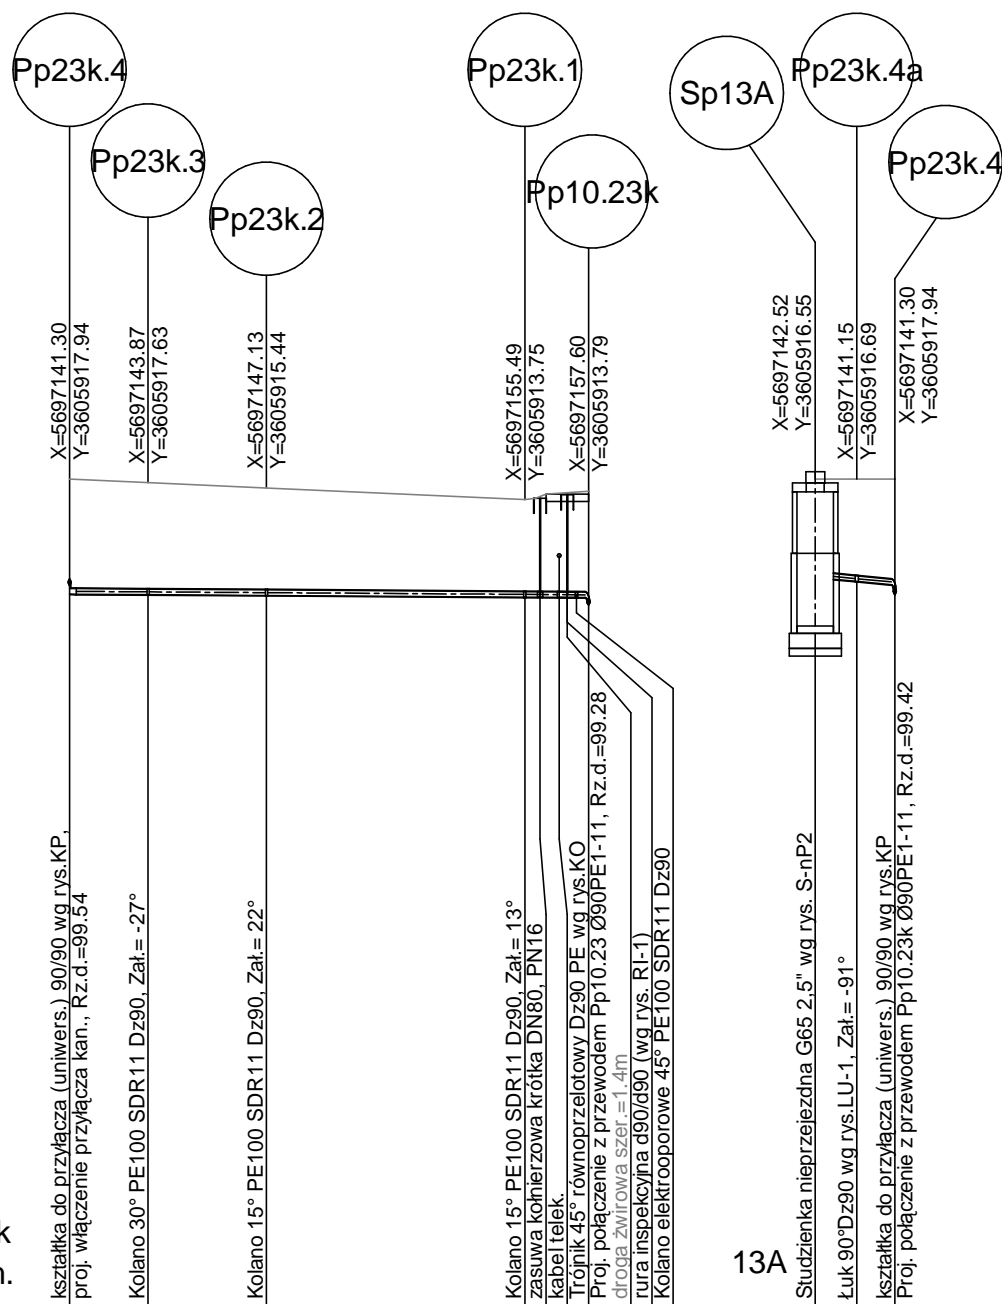 Pp23k.4
Pp23k.3
Pp23k.2
Pp23k.1
Pp10.23k
Sp13A
Pp23k.4a
Pp23k.4
X=5697141.30
Y=3605917.94
X=5697143.87
Y=3605917.63
X=5697147.13
Y=3605915.44
X=5697155.49
Y=3605913.75
X=5697157.60
Y=3605913.79
X=5697142.52
Y=3605916.55
X=5697141.15
Y=3605916.69
X=5697141.30
Y=3605917.94
kształtka do przyłącza (uniwers.) 90/90 wg rys.KP,
proj. włączenie przyłącza kan., Rz.d.=99.54
Kolano 30° PE100 SDR11 Dz90, Zał.= -27°
Kolano 15° PE100 SDR11 Dz90, Zał.= 22°
Kolano 15° PE100 SDR11 Dz90, Zał.= 13°
zasuwa kołnierzowa krótka DN80, PN16
kabel telek.
Trójnik 45° równoprzelotowy Dz90 PE wg rys.KO
Proj. połączenie z przewodem Pp10.23 Ø90PE1-11, Rz.d.=99.28
droga żwirowa szer.=1.4m
rura inspekcyjna d90/d90 (wg rys. RI-1)
Kolano elektrooporowe 45° PE100 SDR11 Dz90
Studzienka nieprzejezdna G65 2,5" wg rys. S-nP2
Łuk 90°Dz90 wg rys.LU-1, Zał.= -91°
kształtka do przyłącza (uniwers.) 90/90 wg rys.KP
Proj. połączenie z przewodem Pp10.23k Ø90PE1-11, Rz.d.=99.42
k
13A